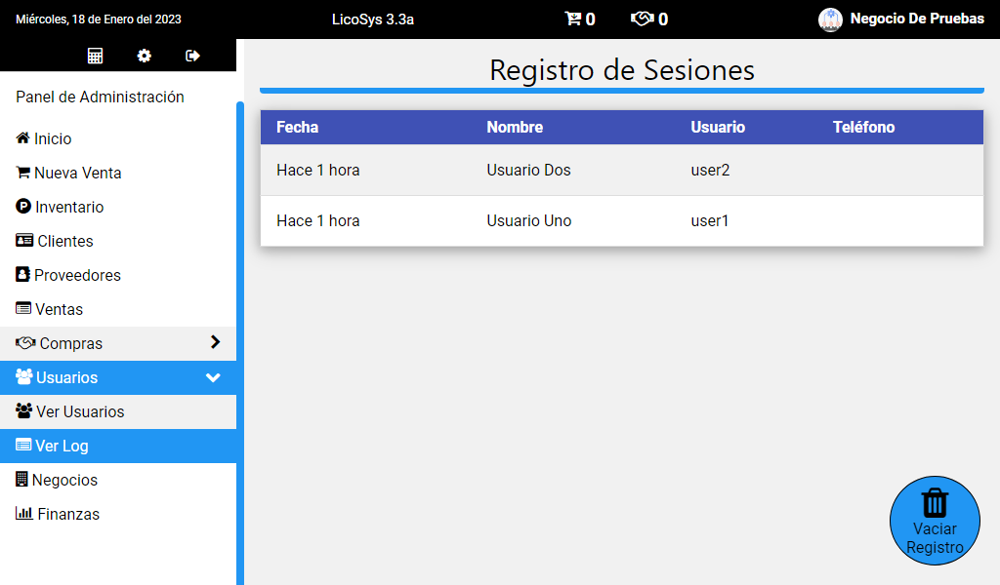 Miércoles, 18 de Enero del 2023
LicoSys 3.3a
0
0
Negocio De Pruebas
Panel de Administración
Inicio
Nueva Venta
Inventario
Clientes
Proveedores
Ventas
Compras
Usuarios
Ver Usuarios
Ver Log
Negocios
Finanzas
Registro de Sesiones
Fecha Nombre Usuario Teléfono
Hace 1 hora Usuario Dos user2
Hace 1 hora Usuario Uno user1
Vaciar
Registro